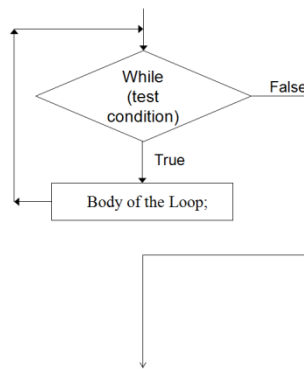 While
(test
condition)
False
True
Body of the Loop;